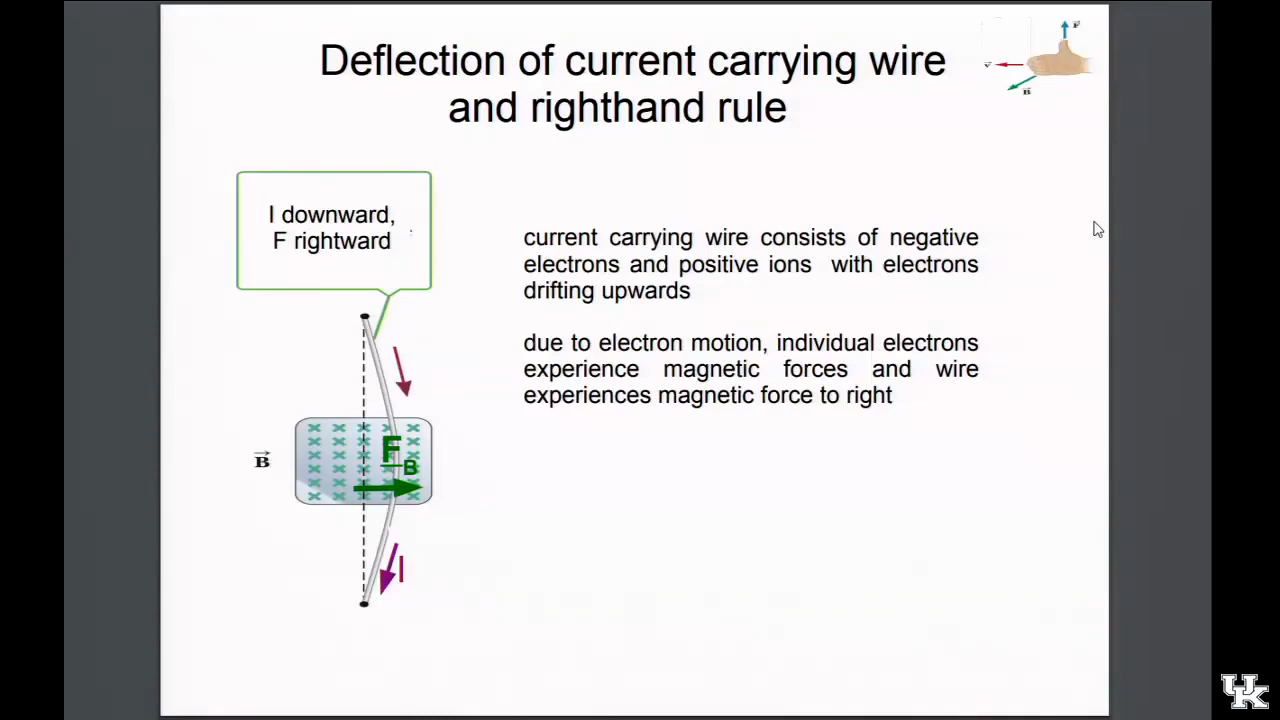 Deflection of current carrying wire
and righthand rule
F
v
B
I downward,
F rightward
current carrying wire consists of negative
electrons and positive ions with electrons
drifting upwards
due to electron motion, individual electrons
experience magnetic forces and wire
experiences magnetic force to right
B
F
B
I
UK